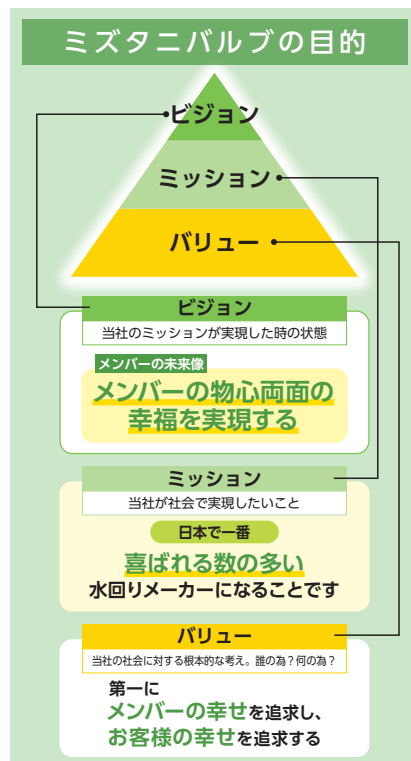 ミズタニバルブの目的
ビジョン
ミッション
バリュー
ビジョン
当社のミッションが実現した時の状態
メンバーの未来像
メンバーの物心両面の
幸福を実現する
ミッション
当社が社会で実現したいこと
日本で一番
喜ばれる数の多い
水回りメーカーになることです
バリュー
当社の社会に対する根本的な考え。誰の為？何の為？
第一に
メンバーの幸せを追求し、
お客様の幸せを追求する